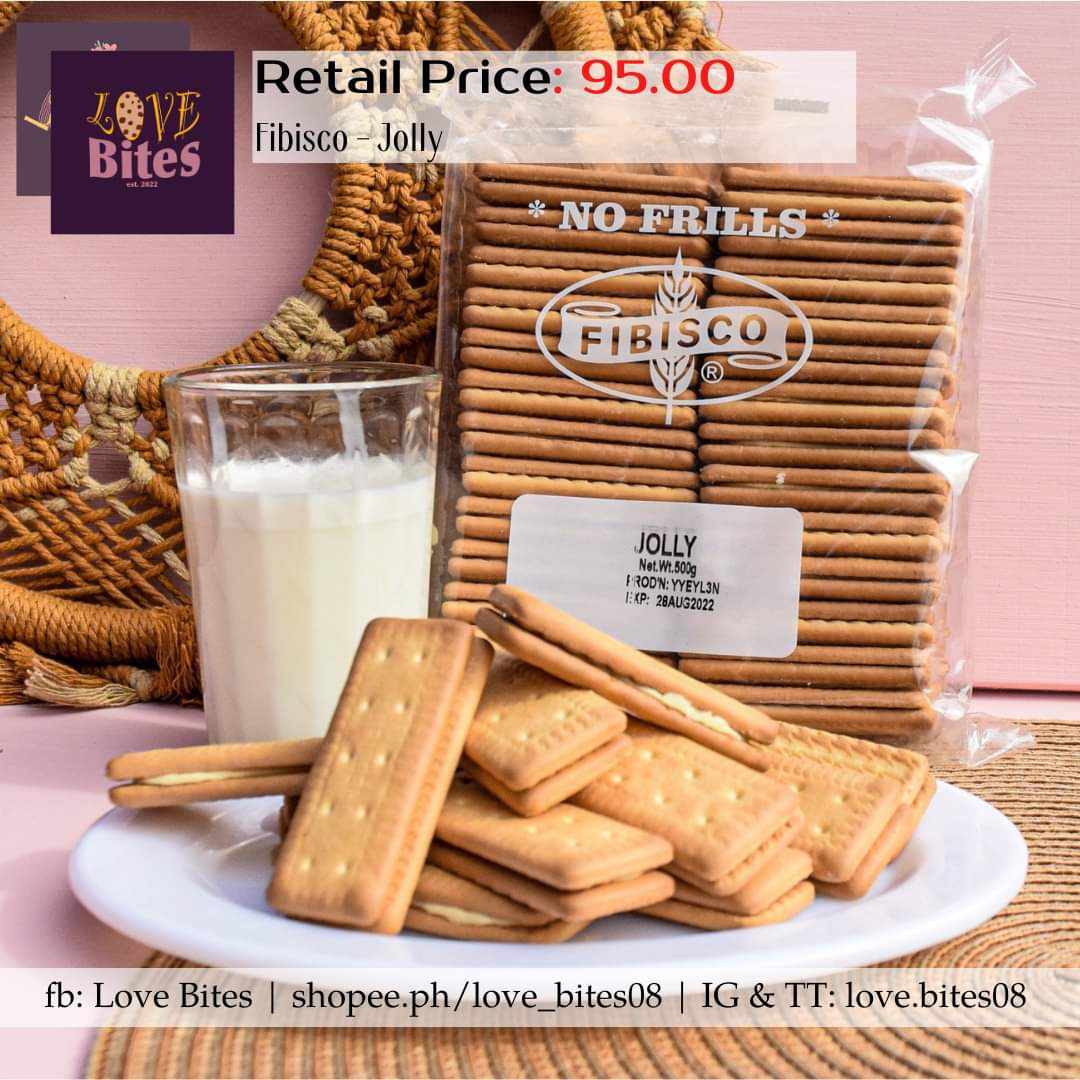 Retail Price: 95.00
Fibisco - Jolly
LOVE
Bites
est. 2022
* NO FRILLS *
FIBISCO
®
JOLLY
Net.Wt.500g
PROD'N: YYEYL3N
EXP: 28AUG2022
fb: Love Bites | shopee.ph/love_bites08 | IG & TT: love.bites08